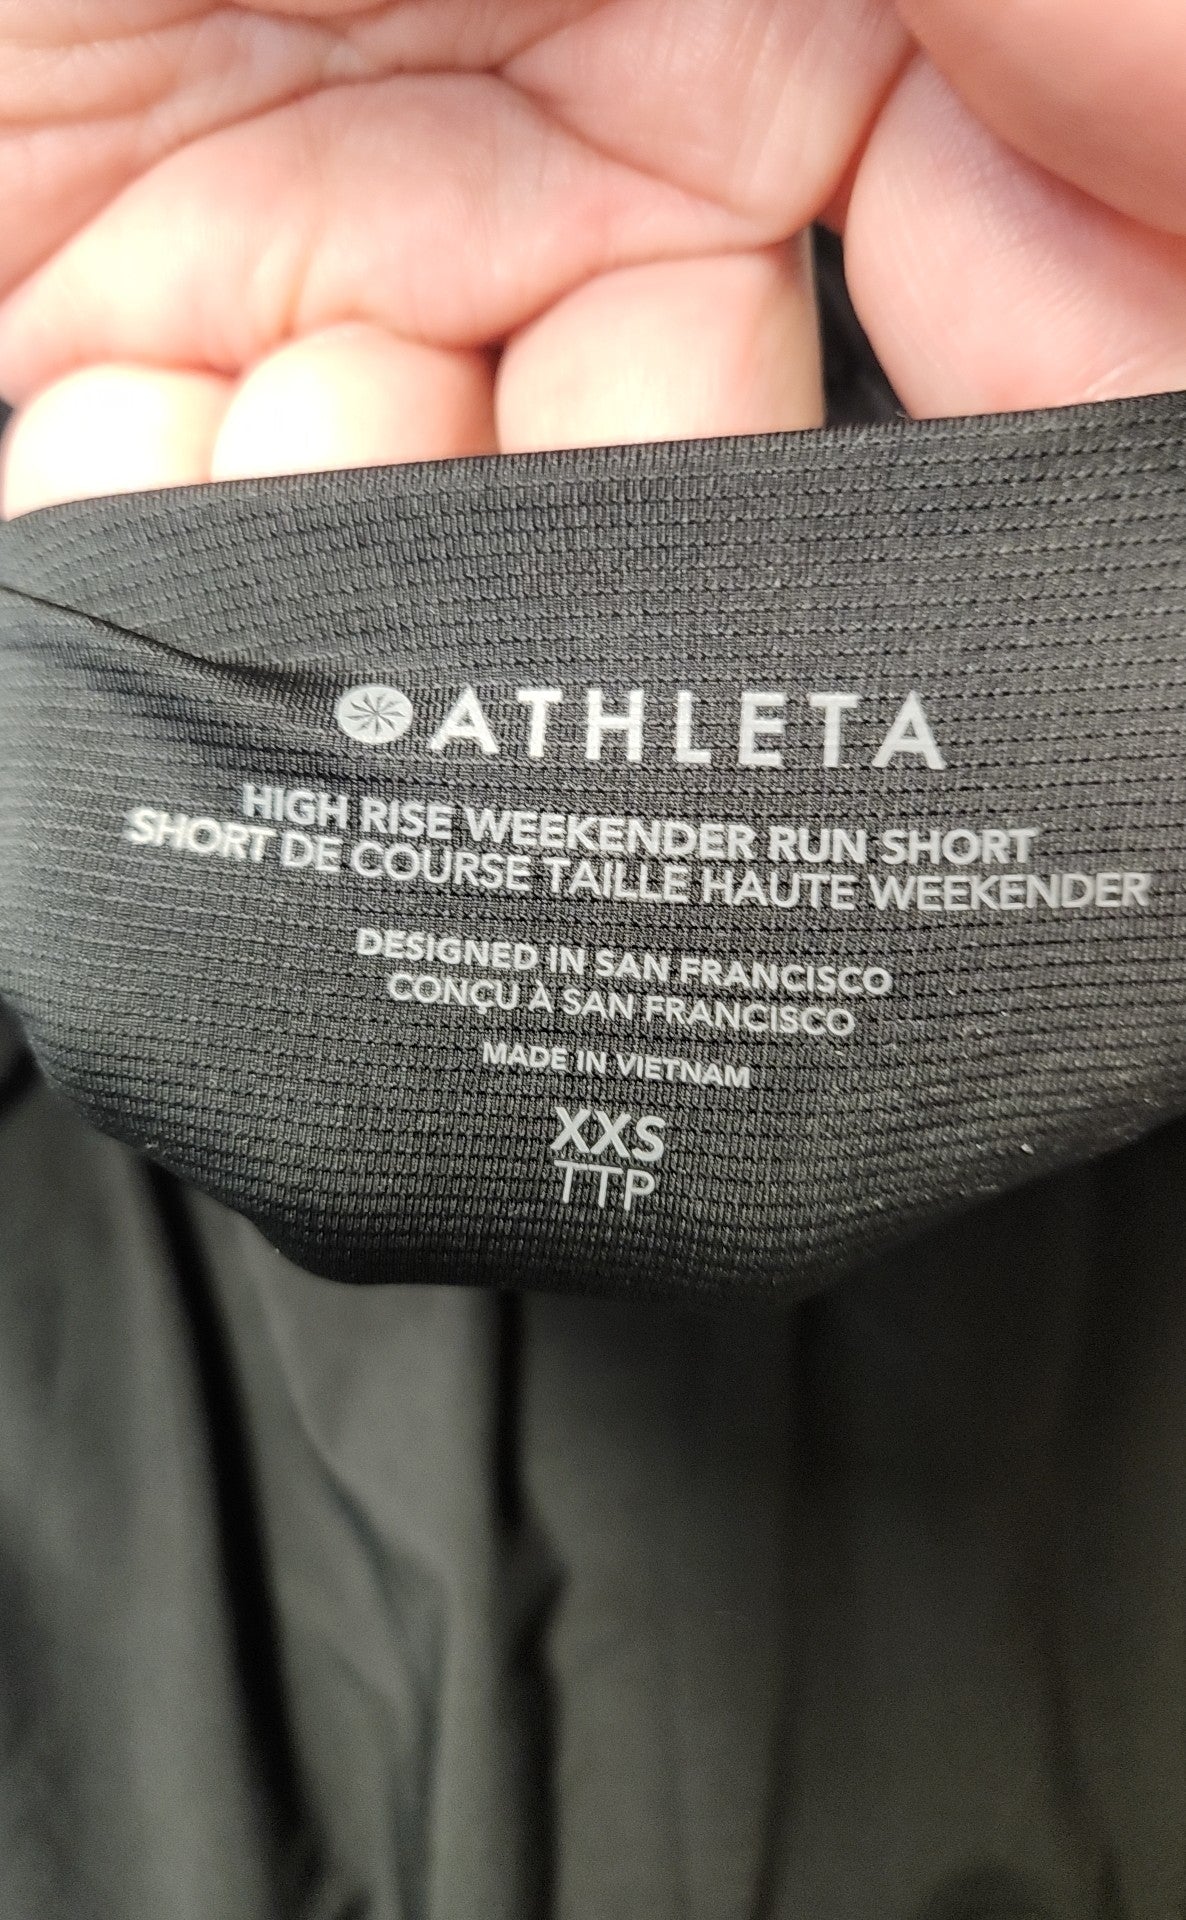 ATHLETA
HIGH RISE WEEKENDER RUN SHORT
SHORT DE COURSE TAILLE HAUTE WEEKENDER
DESIGNED IN SAN FRANCISCO
CONÇU À SAN FRANCISCO
MADE IN VIETNAM
XXS
TTP